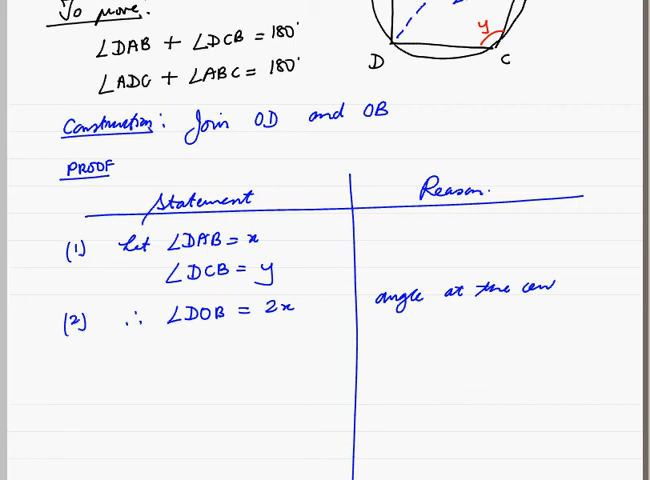 To prove:
∠DAB + ∠DCB = 180°
∠ADC + ∠ABC = 180°
y
D
C
Construction: Join OD and OB
PROOF
Statement
Reason.
(1) Let ∠DAB = x
∠DCB = y
(2) ∴ ∠DOB = 2x
angle at the cen